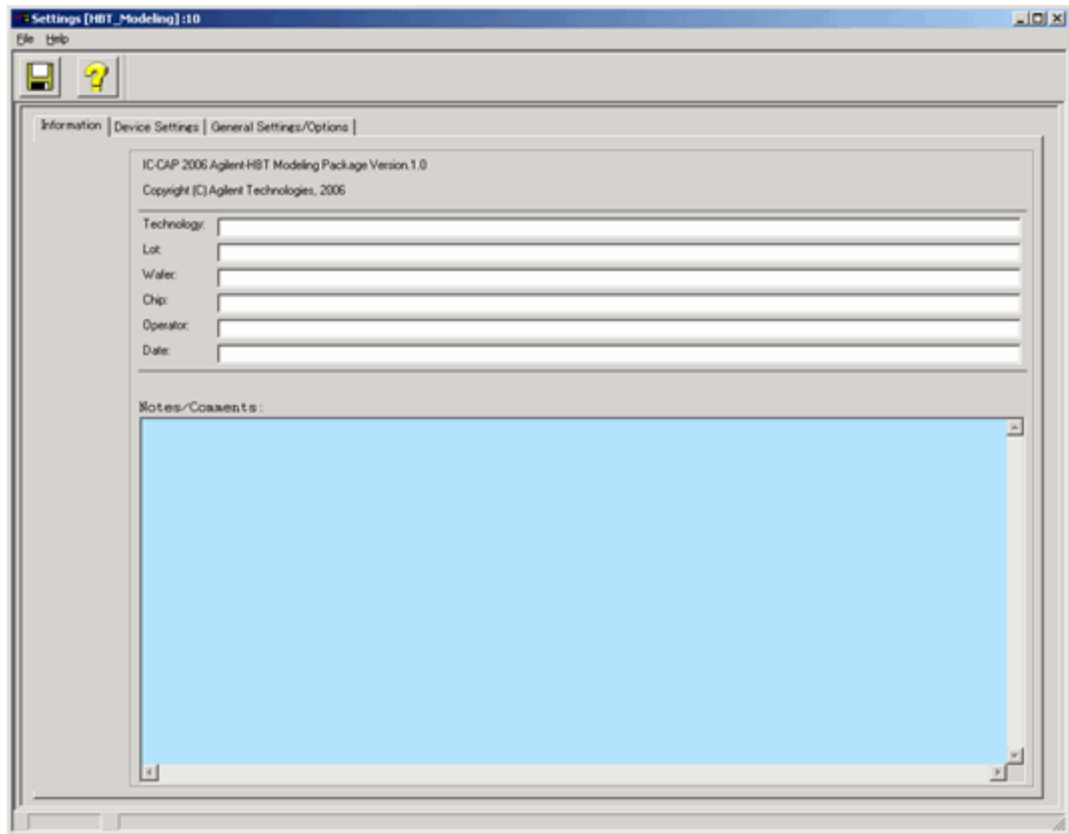 Settings [HBT_Modeling]:10
File Help
Information Device Settings General Settings/Options
IC-CAP 2006 Agilent-HBT Modeling Package Version.1.0
Copyright (C) Agilent Technologies, 2006
Technology:
Lot:
Wafer:
Chip:
Operator:
Date:
Notes/Comments: